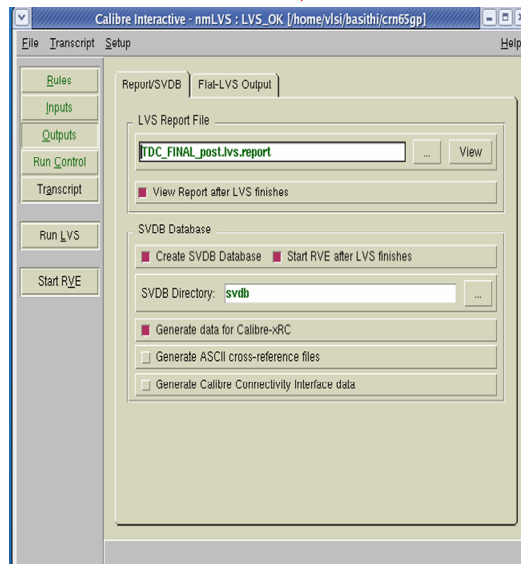 Calibre Interactive - nmLVS : LVS_OK [/home/vlsi/basithi/crn65gp]
File Transcript Setup Help
Rules
Inputs
Outputs
Run Control
Transcript
Run LVS
Start RVE
Report/SVDB Flat-LVS Output
LVS Report File
TDC_FINAL_post.lvs.report ... View
View Report after LVS finishes
SVDB Database
Create SVDB Database Start RVE after LVS finishes
SVDB Directory: svdb ...
Generate data for Calibre-xRC
Generate ASCII cross-reference files
Generate Calibre Connectivity Interface data